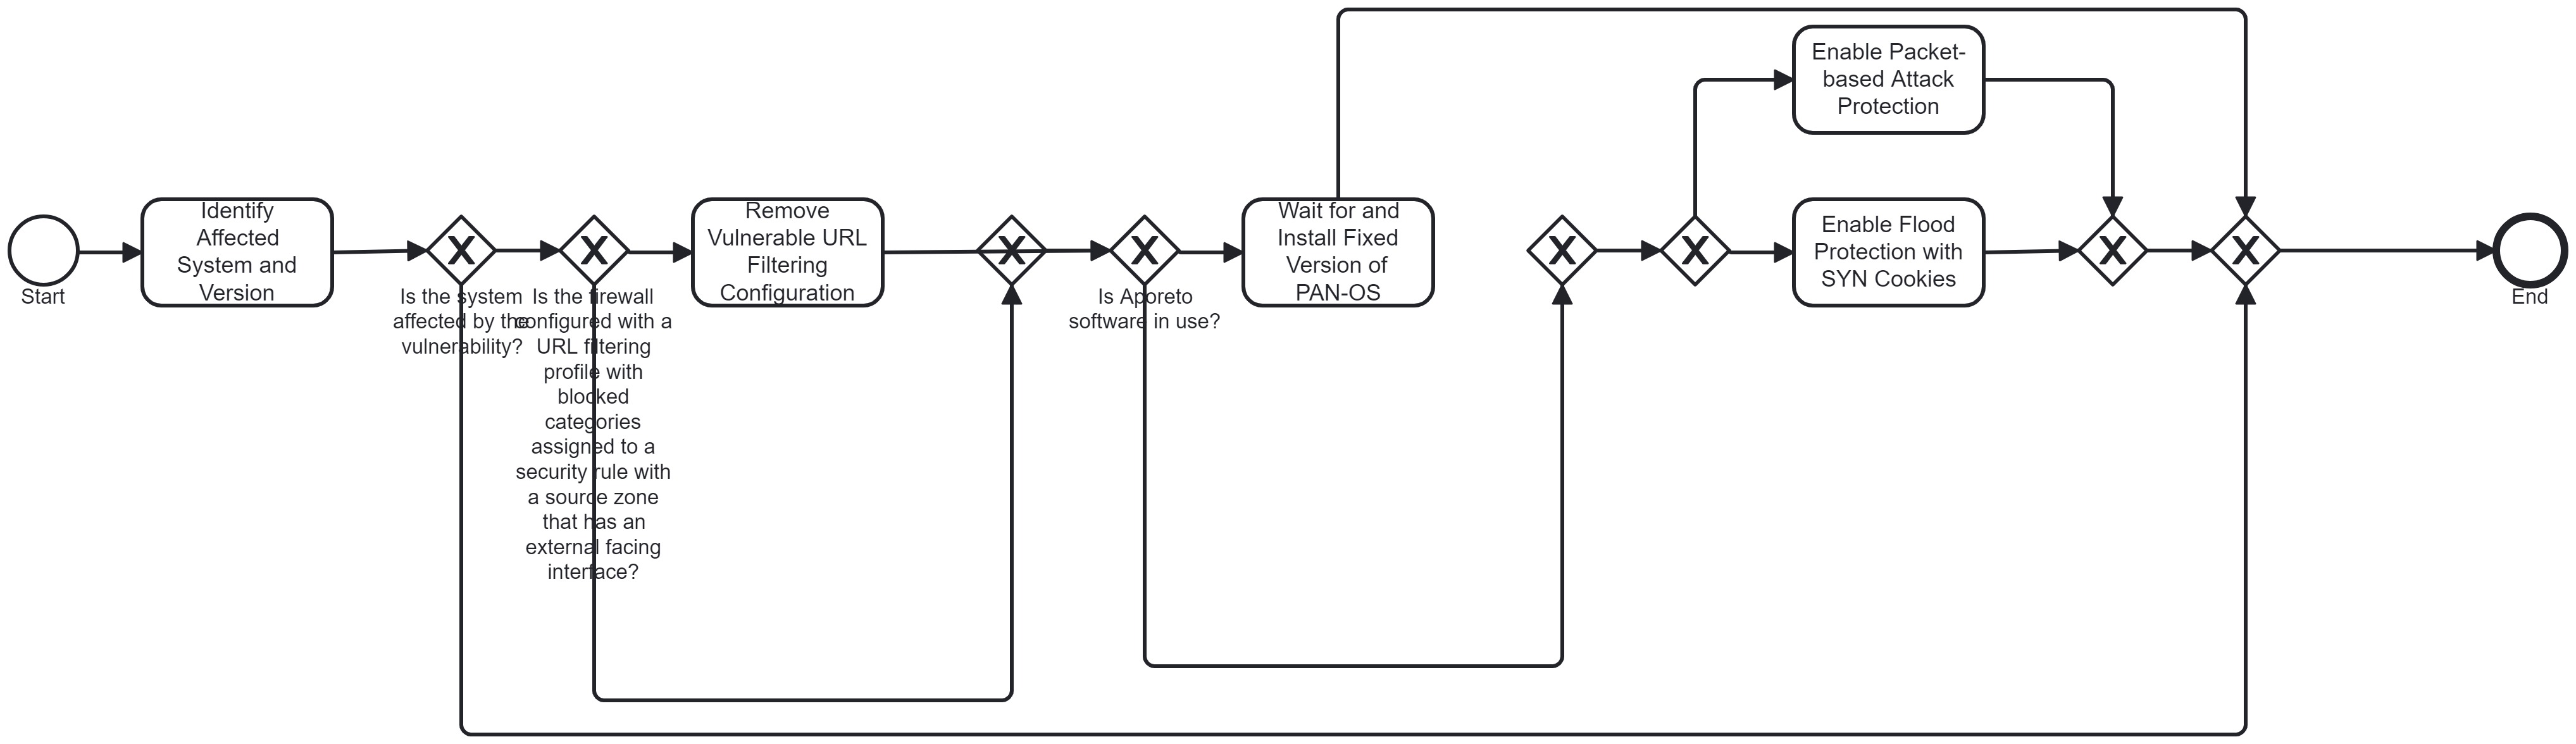 Start
Identify
Affected
System and
Version
Is the system
affected by the
vulnerability?
Is the firewall
configured with a
URL filtering
profile with
blocked
categories
assigned to a
security rule with
a source zone
that has an
external facing
interface?
Remove
Vulnerable URL
Filtering
Configuration
Is Aporeto
software in use?
Wait for and
Install Fixed
Version of
PAN-OS
Enable Packet-
based Attack
Protection
Enable Flood
Protection with
SYN Cookies
End